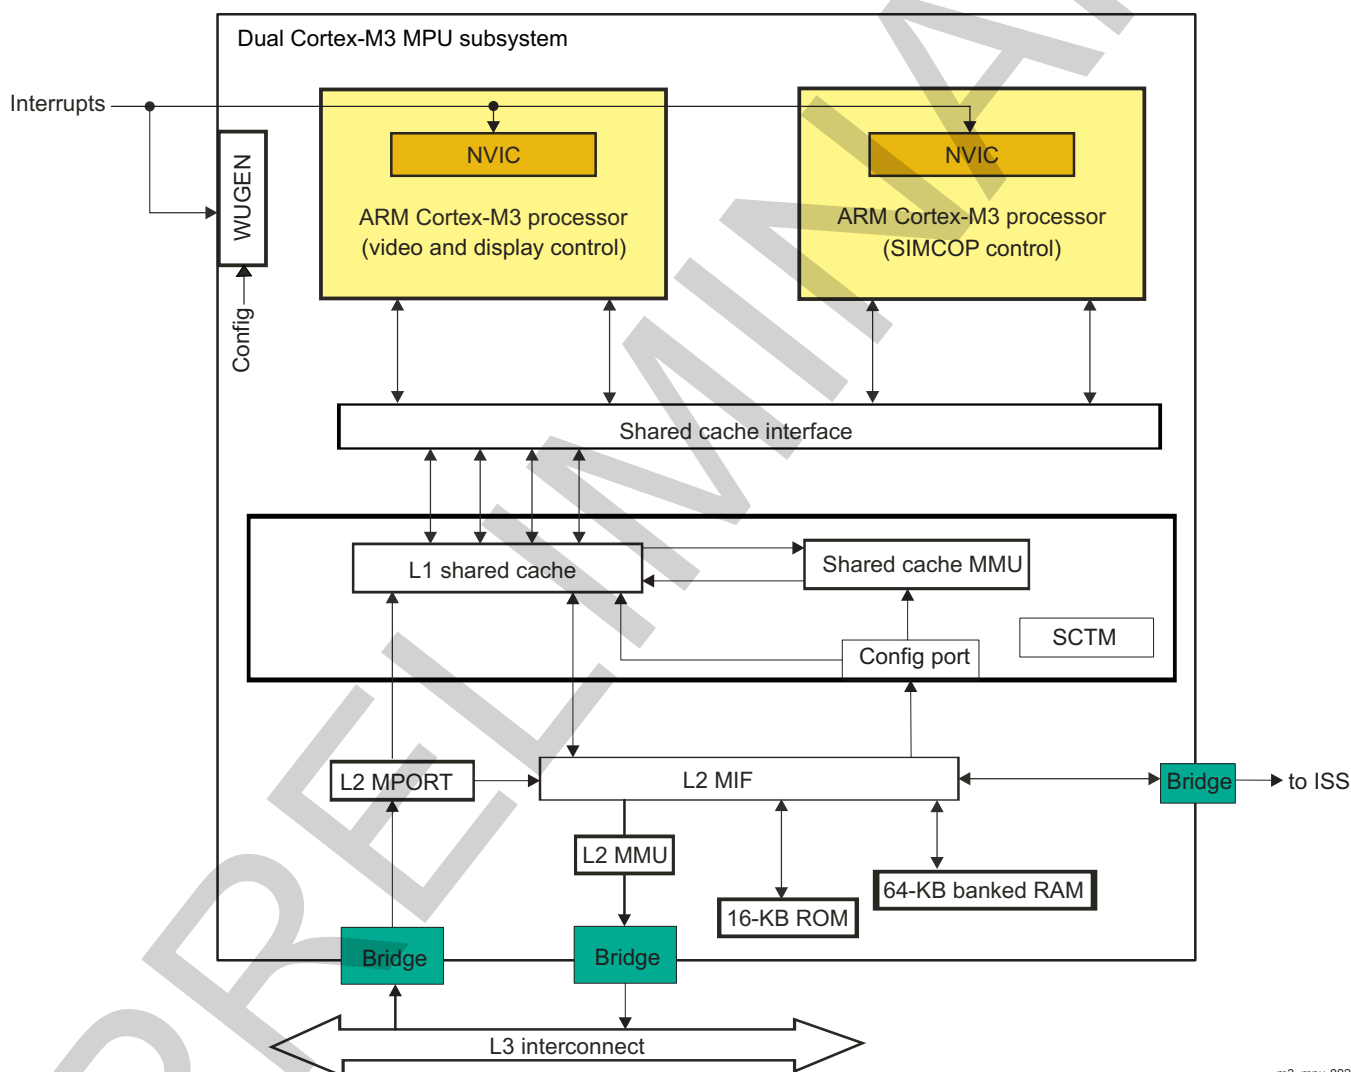 Dual Cortex-M3 MPU subsystem
Interrupts
NVIC
NVIC
WUGEN
ARM Cortex-M3 processor
(video and display control)
ARM Cortex-M3 processor
(SIMCOP control)
Config
Shared cache interface
L1 shared cache
Shared cache MMU
SCTM
Config port
L2 MPORT
L2 MIF
Bridge
to ISS
L2 MMU
64-KB banked RAM
16-KB ROM
Bridge
Bridge
L3 interconnect